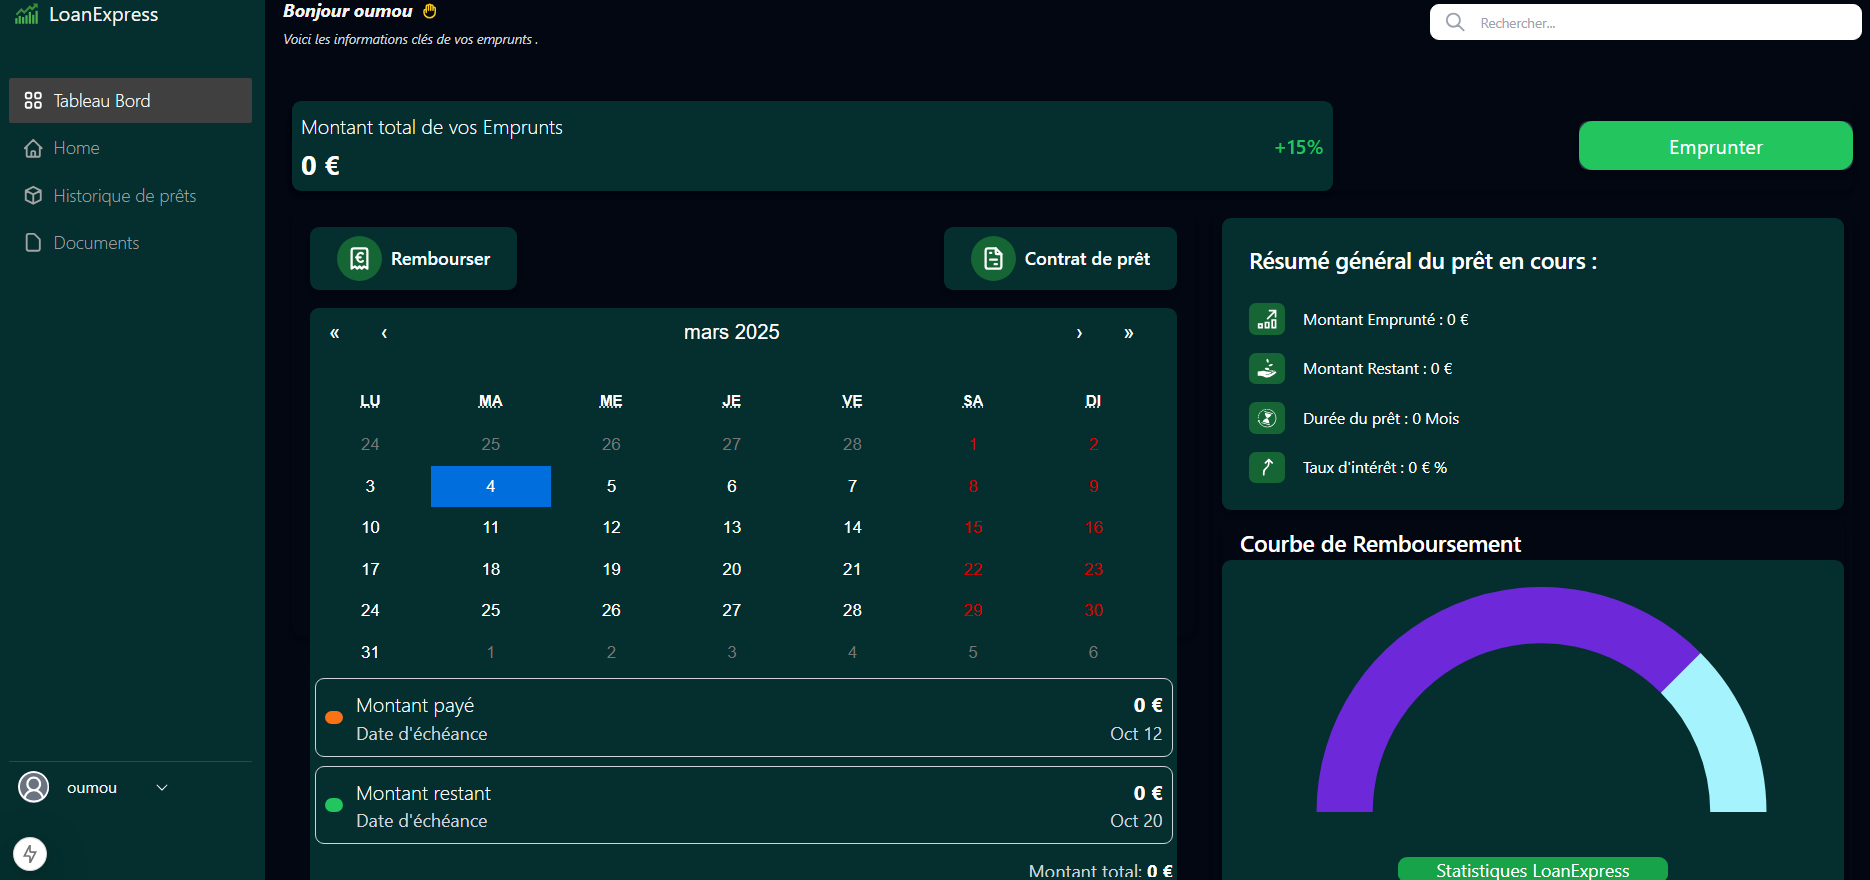 LoanExpress
Tableau Bord
Home
Historique de prêts
Documents
oumou
Bonjour oumou
Voici les informations clés de vos emprunts .
Rechercher...
Montant total de vos Emprunts
0 €
+15%
Emprunter
Rembourser
Contrat de prêt
« ‹ mars 2025 › »
LU MA ME JE VE SA DI
24 25 26 27 28 1 2
3 4 5 6 7 8 9
10 11 12 13 14 15 16
17 18 19 20 21 22 23
24 25 26 27 28 29 30
31 1 2 3 4 5 6
Montant payé 0 €
Date d'échéance Oct 12
Montant restant 0 €
Date d'échéance Oct 20
Montant total: 0 €
Résumé général du prêt en cours :
Montant Emprunté : 0 €
Montant Restant : 0 €
Durée du prêt : 0 Mois
Taux d'intérêt : 0 € %
Courbe de Remboursement
Statistiques LoanExpress